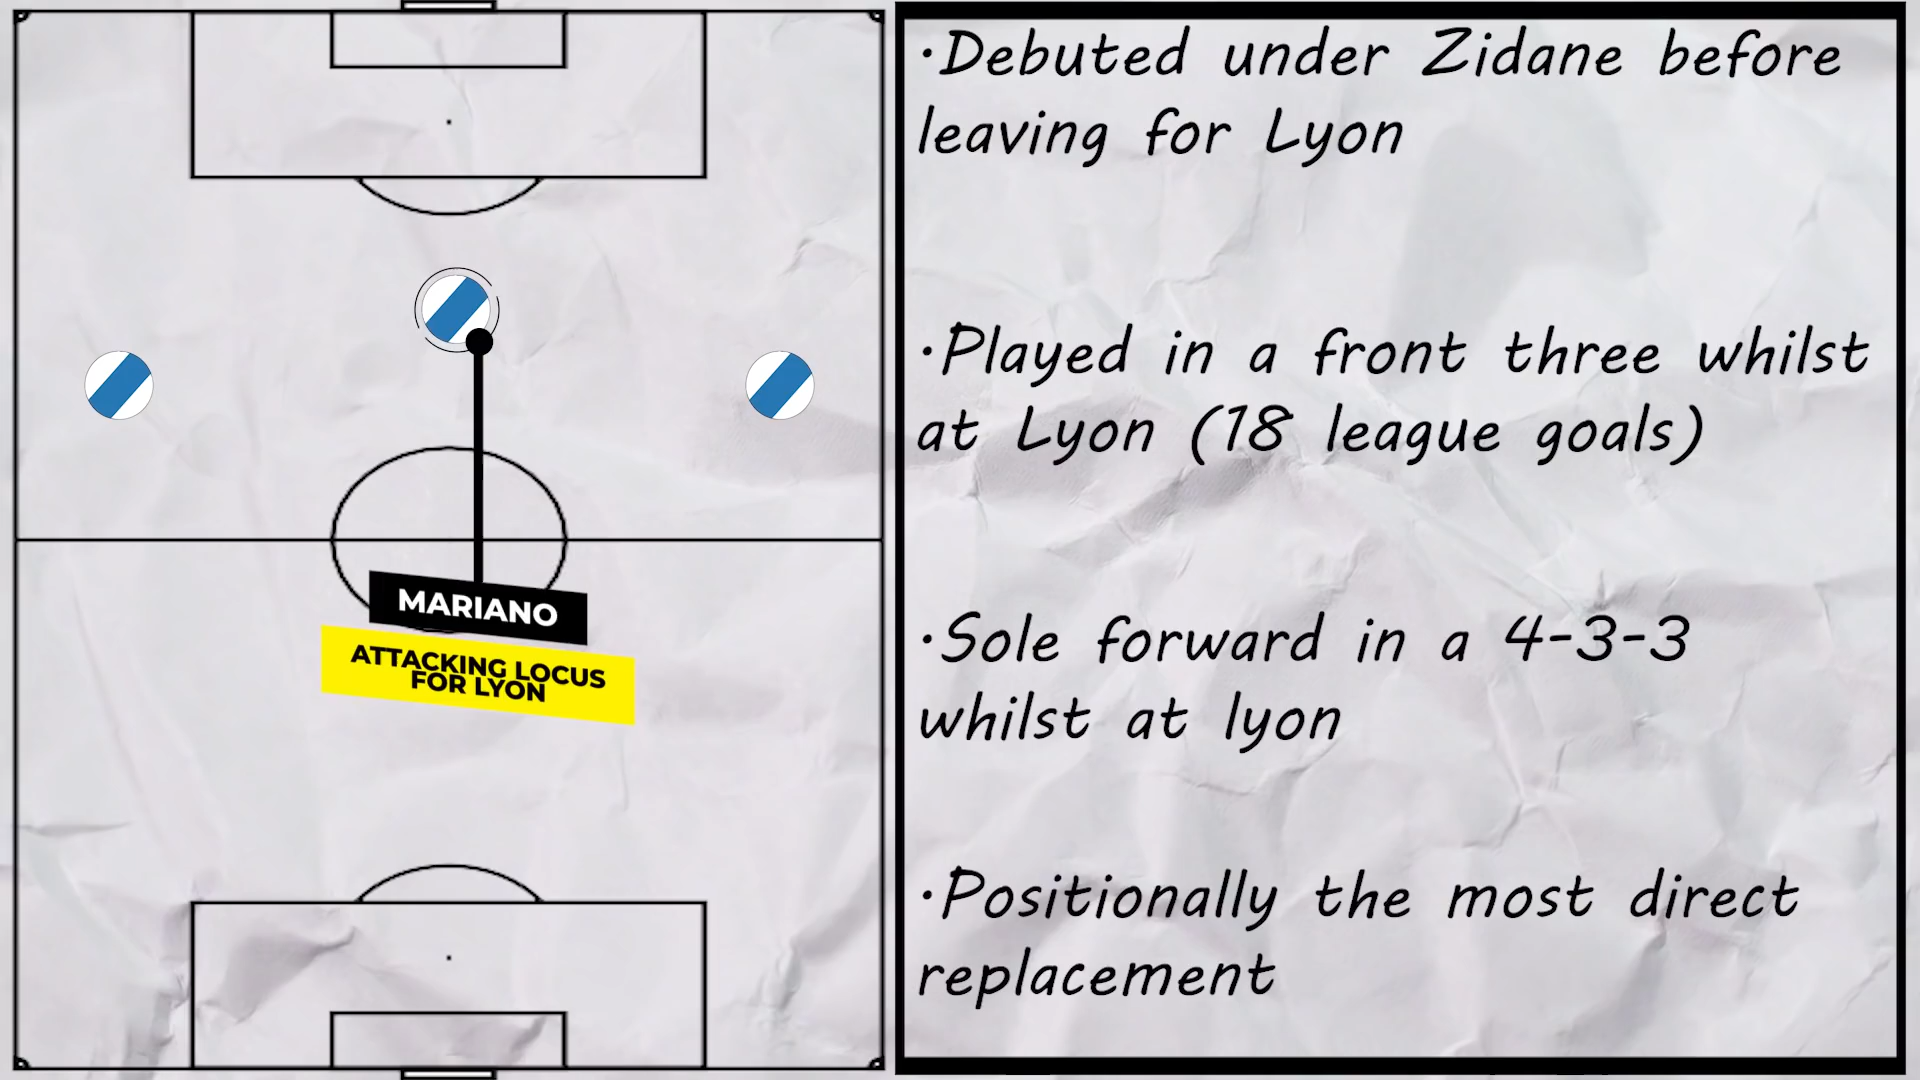 MARIANO
ATTACKING LOCUS
FOR LYON
·Debuted under Zidane before
leaving for Lyon
·Played in a front three whilst
at Lyon (18 league goals)
·Sole forward in a 4-3-3
whilst at lyon
·Positionally the most direct
replacement